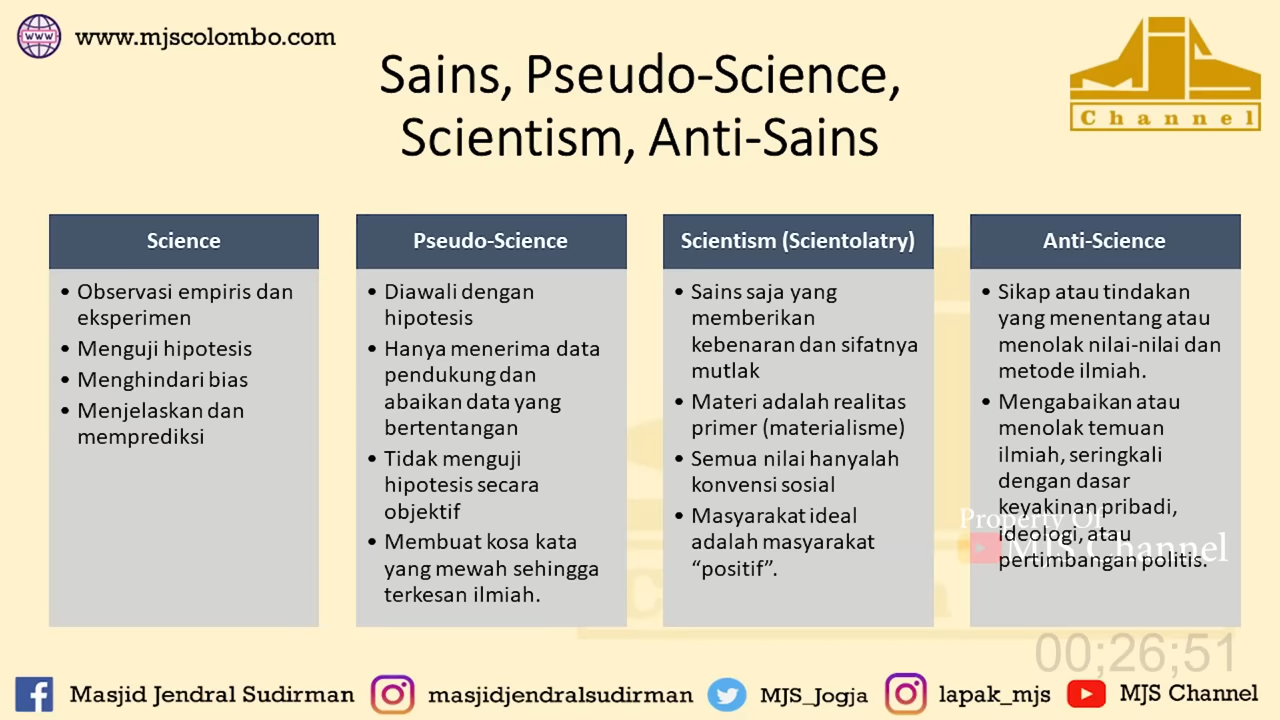 www.mjscolombo.com
Sains, Pseudo-Science,
Scientism, Anti-Sains
Channel
Science
• Observasi empiris dan
eksperimen
• Menguji hipotesis
• Menghindari bias
• Menjelaskan dan
memprediksi
Pseudo-Science
• Diawali dengan
hipotesis
• Hanya menerima data
pendukung dan
abaikan data yang
bertentangan
• Tidak menguji
hipotesis secara
objektif
• Membuat kosa kata
yang mewah sehingga
terkesan ilmiah.
Scientism (Scientolatry)
• Sains saja yang
memberikan
kebenaran dan sifatnya
mutlak
• Materi adalah realitas
primer (materialisme)
• Semua nilai hanyalah
konvensi sosial
• Masyarakat ideal
adalah masyarakat
“positif”.
Anti-Science
• Sikap atau tindakan
yang menentang atau
menolak nilai-nilai dan
metode ilmiah.
• Mengabaikan atau
menolak temuan
ilmiah, seringkali
dengan dasar
keyakinan pribadi,
ideologi, atau
pertimbangan politis.
Property Of
MJS Channel
00;26;51
Masjid Jendral Sudirman masjidjendralsudirman MJS_Jogja lapak_mjs MJS Channel